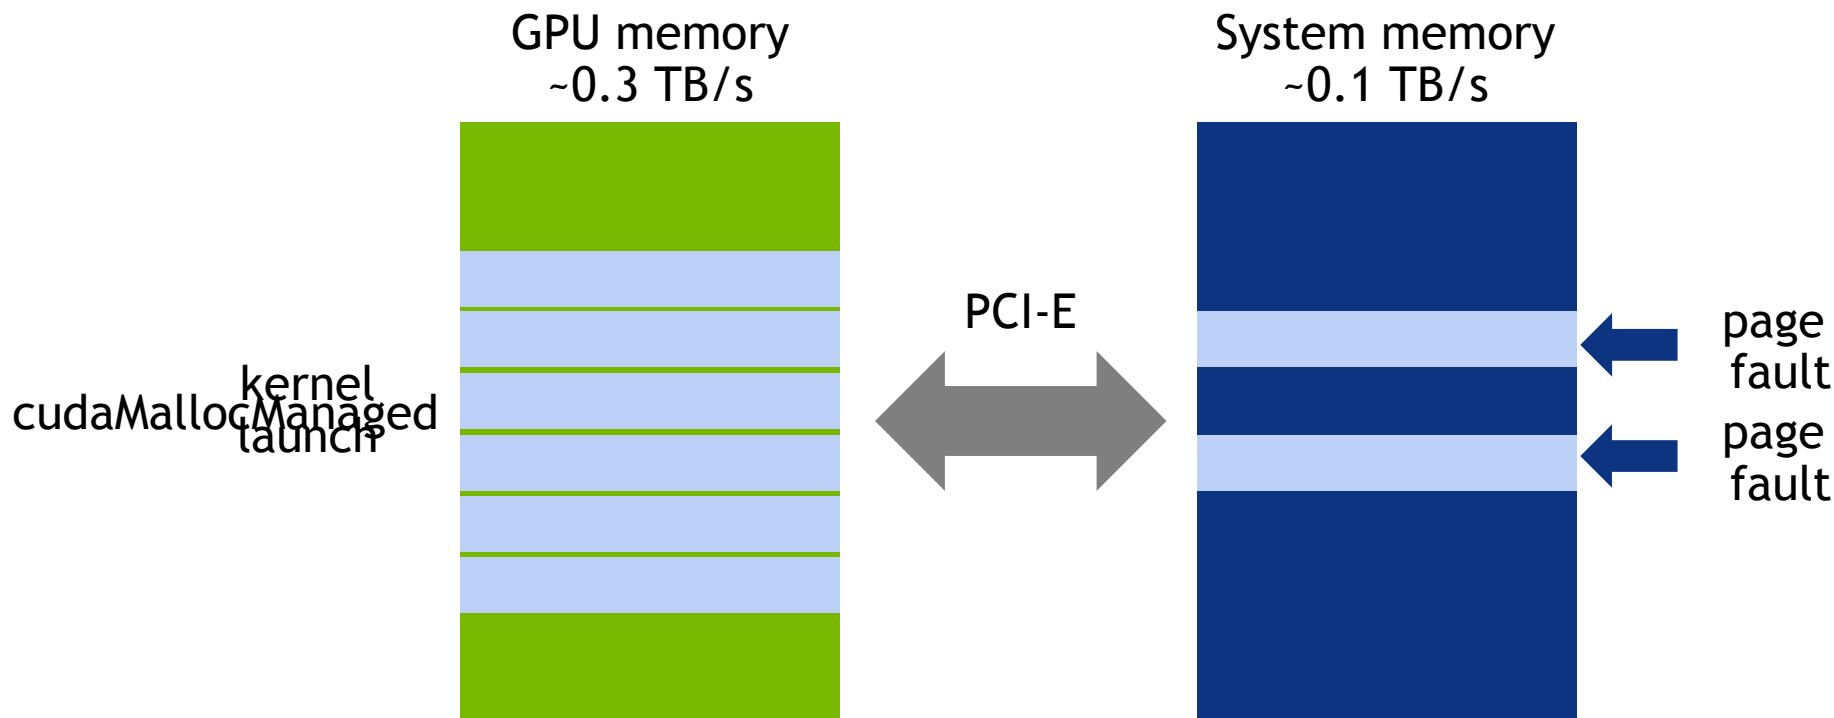 GPU memory
~0.3 TB/s
System memory
~0.1 TB/s
PCI-E
kernel
launch
cudaMallocManaged
page
fault
page
fault